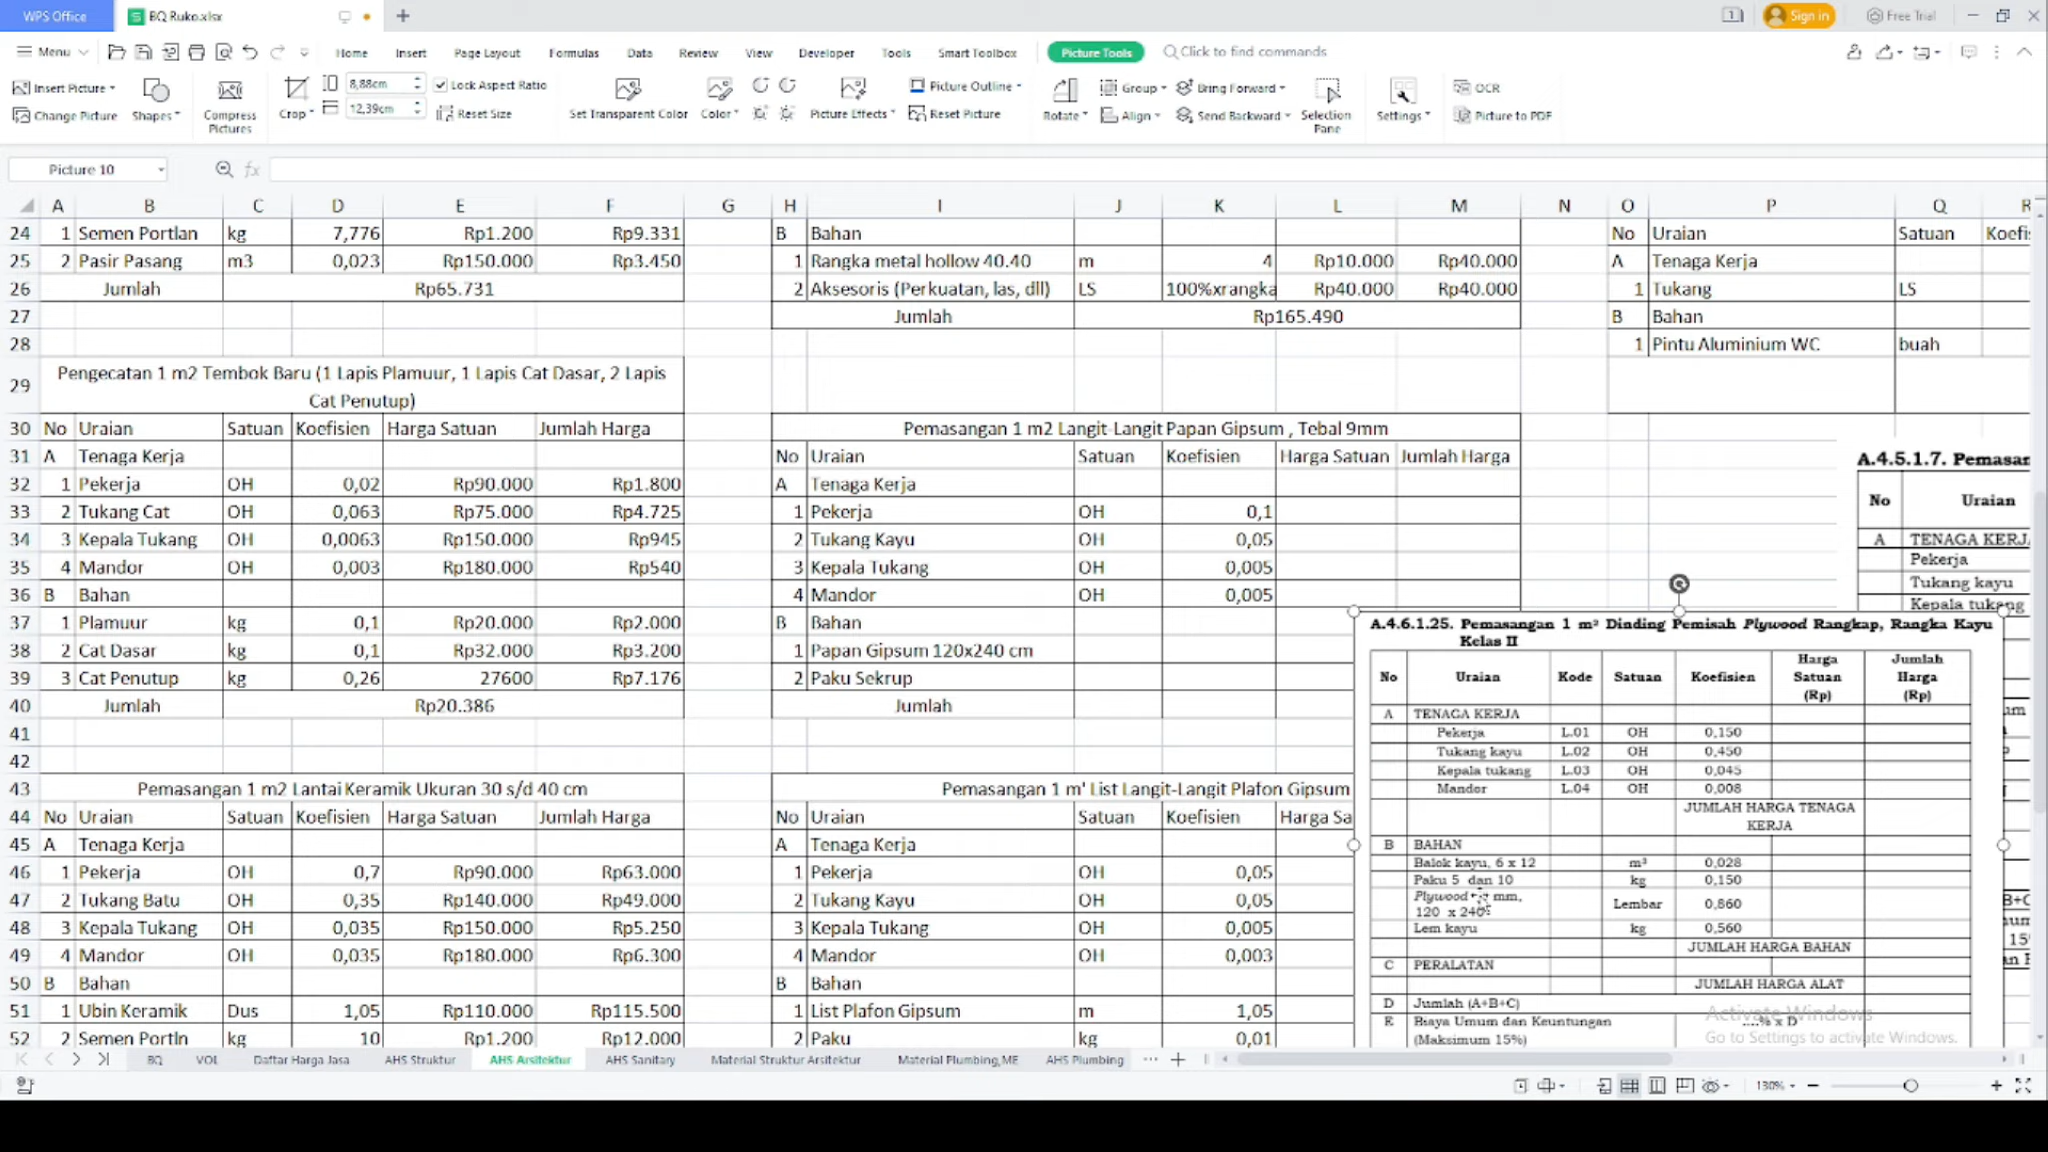 WPS Office
BQ Ruko.xlsx
Sign in
Free Trial
Menu
Home
Insert
Page Layout
Formulas
Data
Review
View
Developer
Tools
Smart Toolbox
Picture Tools
Click to find commands
Insert Picture
Change Picture
Shapes
Compress Pictures
Crop
8,88cm
12,39cm
Lock Aspect Ratio
Reset Size
Set Transparent Color
Color
Picture Effects
Picture Outline
Reset Picture
Rotate
Group
Align
Bring Forward
Send Backward
Selection Pane
Settings
OCR
Picture to PDF
Picture 10
A B C D E F G H I J K L M N O P Q R
24 1 Semen Portlan kg 7,776 Rp1.200 Rp9.331 B Bahan No Uraian Satuan Koefi
25 2 Pasir Pasang m3 0,023 Rp150.000 Rp3.450 1 Rangka metal hollow 40.40 m 4 Rp10.000 Rp40.000 A Tenaga Kerja
26 Jumlah Rp65.731 2 Aksesoris (Perkuatan, las, dll) LS 100%xrangka Rp40.000 Rp40.000 1 Tukang LS
27 Jumlah Rp165.490 B Bahan
28 1 Pintu Aluminium WC buah
29 Pengecatan 1 m2 Tembok Baru (1 Lapis Plamuur, 1 Lapis Cat Dasar, 2 Lapis
Cat Penutup)
30 No Uraian Satuan Koefisien Harga Satuan Jumlah Harga Pemasangan 1 m2 Langit-Langit Papan Gipsum , Tebal 9mm
31 A Tenaga Kerja No Uraian Satuan Koefisien Harga Satuan Jumlah Harga
32 1 Pekerja OH 0,02 Rp90.000 Rp1.800 A Tenaga Kerja
33 2 Tukang Cat OH 0,063 Rp75.000 Rp4.725 1 Pekerja OH 0,1
34 3 Kepala Tukang OH 0,0063 Rp150.000 Rp945 2 Tukang Kayu OH 0,05
35 4 Mandor OH 0,003 Rp180.000 Rp540 3 Kepala Tukang OH 0,005
36 B Bahan 4 Mandor OH 0,005
37 1 Plamuur kg 0,1 Rp20.000 Rp2.000 B Bahan
38 2 Cat Dasar kg 0,1 Rp32.000 Rp3.200 1 Papan Gipsum 120x240 cm
39 3 Cat Penutup kg 0,26 27600 Rp7.176 2 Paku Sekrup
40 Jumlah Rp20.386 Jumlah
41
42
43 Pemasangan 1 m2 Lantai Keramik Ukuran 30 s/d 40 cm Pemasangan 1 m' List Langit-Langit Plafon Gipsum
44 No Uraian Satuan Koefisien Harga Satuan Jumlah Harga No Uraian Satuan Koefisien Harga Sa
45 A Tenaga Kerja A Tenaga Kerja
46 1 Pekerja OH 0,7 Rp90.000 Rp63.000 1 Pekerja OH 0,05
47 2 Tukang Batu OH 0,35 Rp140.000 Rp49.000 2 Tukang Kayu OH 0,05
48 3 Kepala Tukang OH 0,035 Rp150.000 Rp5.250 3 Kepala Tukang OH 0,005
49 4 Mandor OH 0,035 Rp180.000 Rp6.300 4 Mandor OH 0,003
50 B Bahan B Bahan
51 1 Ubin Keramik Dus 1,05 Rp110.000 Rp115.500 1 List Plafon Gipsum m 1,05
52 2 Semen Portln kg 10 Rp1.200 Rp12.000 2 Paku kg 0,01
A.4.5.1.7. Pemasan
No Uraian
A TENAGA KERJA
Pekerja
Tukang kayu
Kepala tukang
A.4.6.1.25. Pemasangan 1 m² Dinding Pemisah Plywood Rangkap, Rangka Kayu
Kelas II
No Uraian Kode Satuan Koefisien Harga Satuan (Rp) Jumlah Harga (Rp)
A TENAGA KERJA
Pekerja L.01 OH 0,150
Tukang kayu L.02 OH 0,450
Kepala tukang L.03 OH 0,045
Mandor L.04 OH 0,008
JUMLAH HARGA TENAGA
KERJA
B BAHAN
Balok kayu, 6 x 12 m³ 0,028
Paku 5 dan 10 kg 0,150
Plywood mm,
120 x 240 Lembar 0,860
Lem kayu kg 0,560
JUMLAH HARGA BAHAN
C PERALATAN
JUMLAH HARGA ALAT
D Jumlah (A+B+C)
E Biaya Umum dan Keuntungan ....% x D
(Maksimum 15%)
Activate Windows
Go to Settings to activate Windows.
BQ
VOL
Daftar Harga Jasa
AHS Struktur
AHS Arsitektur
AHS Sanitary
Material Struktur Arsitektur
Material Plumbing,ME
AHS Plumbing
130%